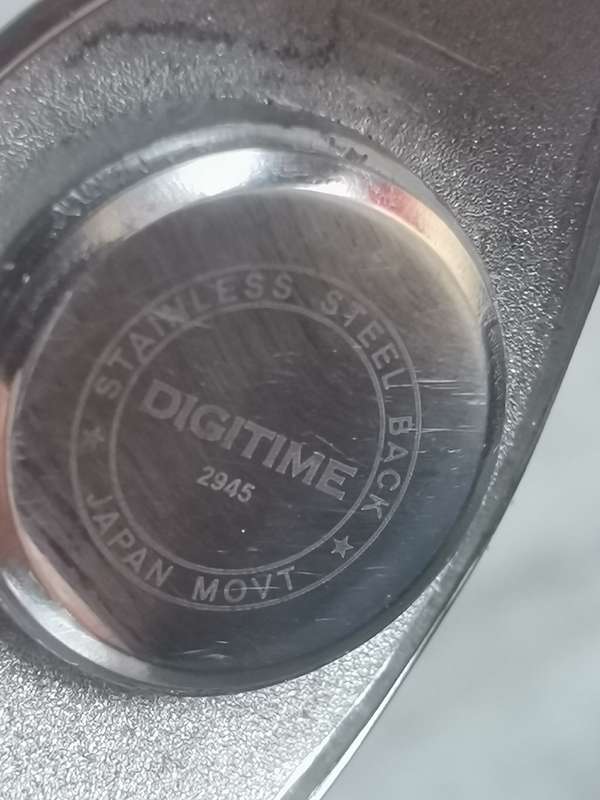 STAINLESS STEEL BACK
DIGITIME
2945
JAPAN MOVT